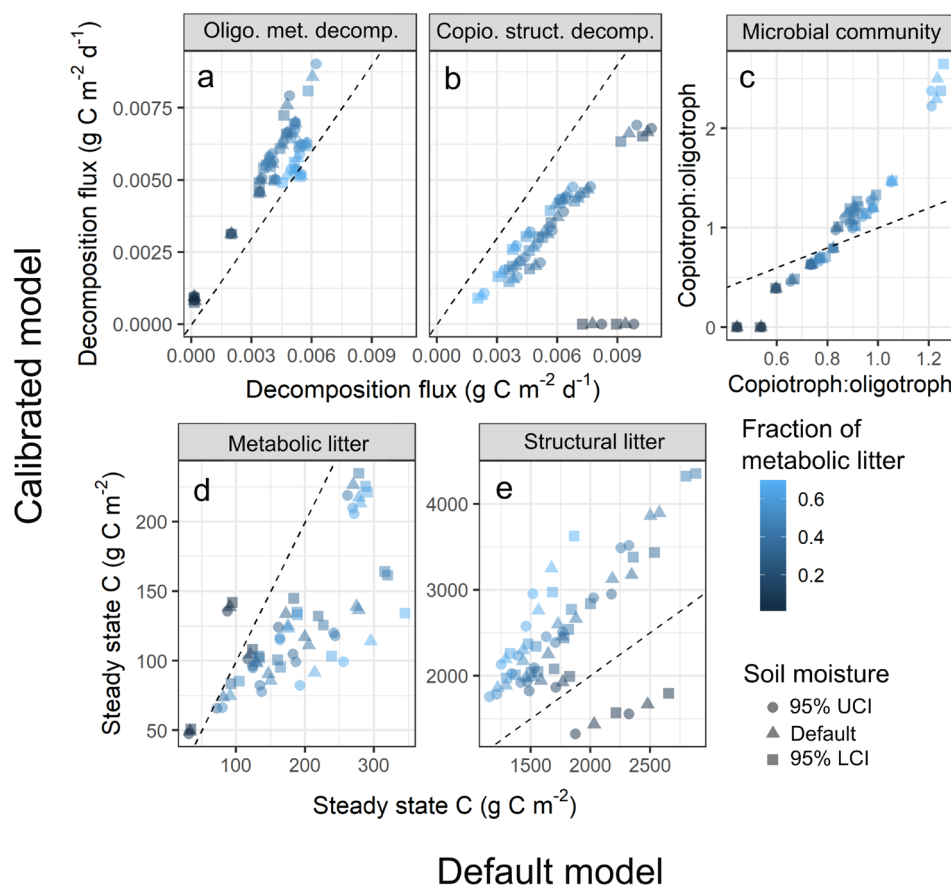 Oligo. met. decomp.
Copio. struct. decomp.
Microbial community
a
b
c
Decomposition flux (g C m⁻² d⁻¹)
0.0075
0.0050
0.0025
0.0000
0.000 0.003 0.006 0.009
0.000 0.003 0.006 0.009
Decomposition flux (g C m⁻² d⁻¹)
Copiotroph:oligotroph
2
1
0
0.6 0.8 1.0 1.2
Copiotroph:oligotroph
Calibrated model
Metabolic litter
Structural litter
d
e
Steady state C (g C m⁻²)
200
150
100
50
100 200 300
4000
3000
2000
1500 2000 2500
Steady state C (g C m⁻²)
Fraction of
metabolic litter
0.6
0.4
0.2
Soil moisture
95% UCI
Default
95% LCI
Default model